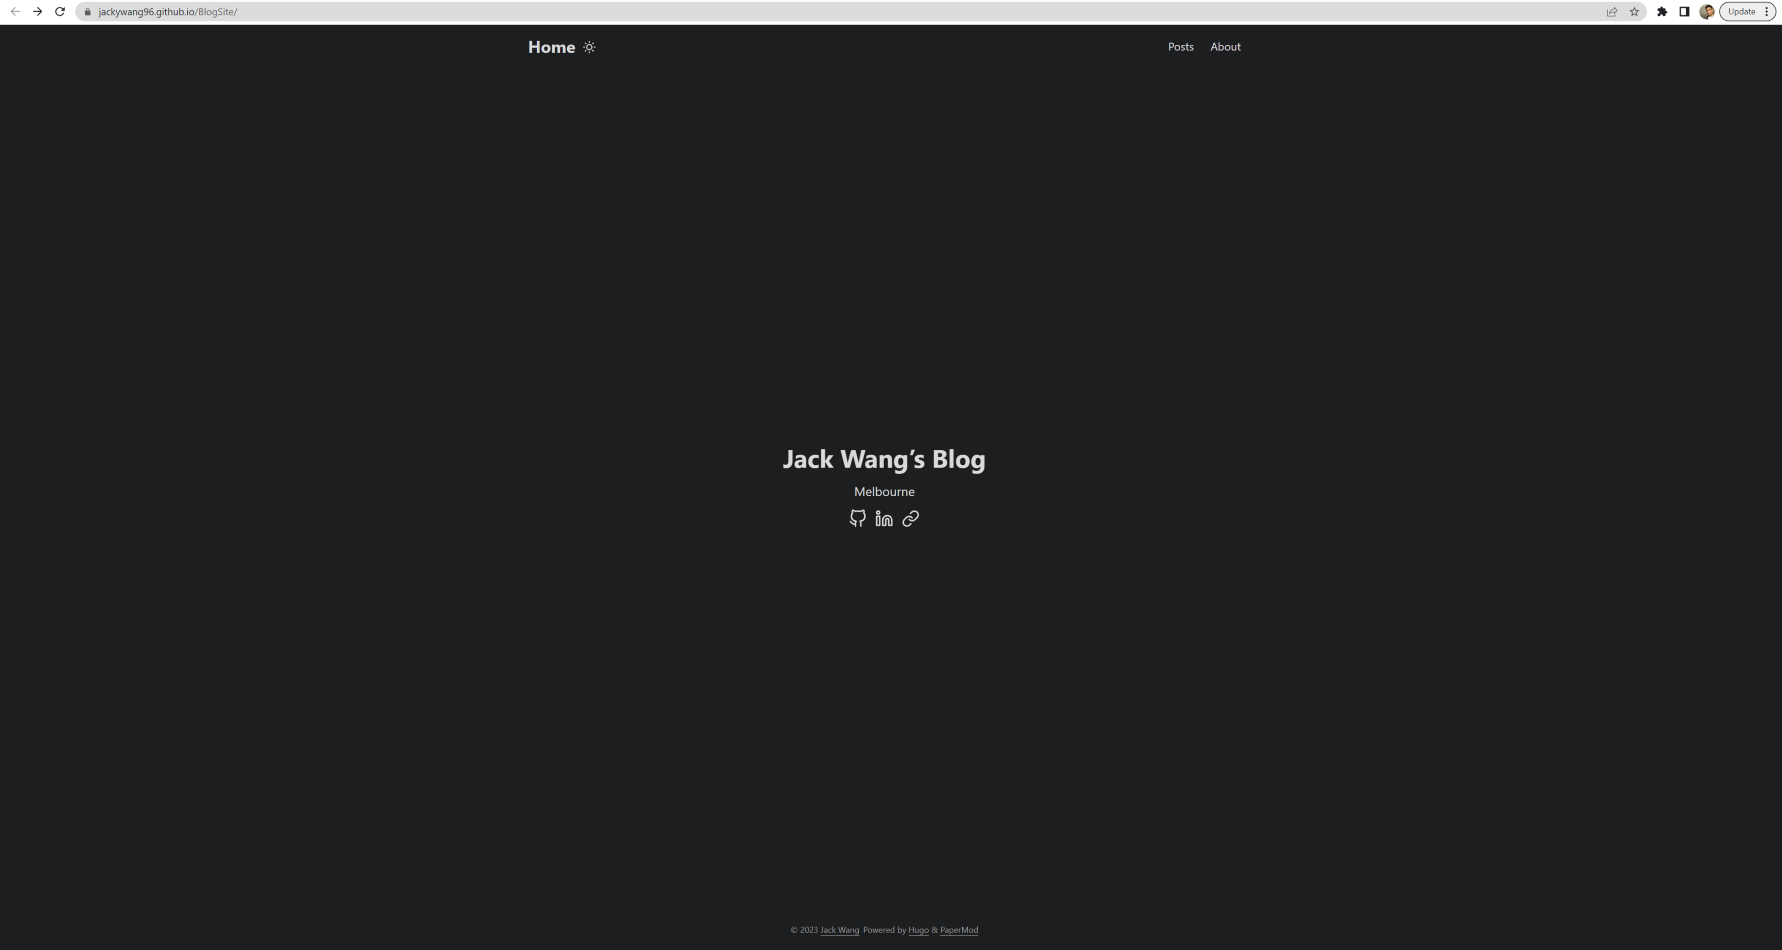 jackywang96.github.io/BlogSite/
Update
Home
Posts About
Jack Wang’s Blog
Melbourne
© 2023 Jack Wang Powered by Hugo & PaperMod